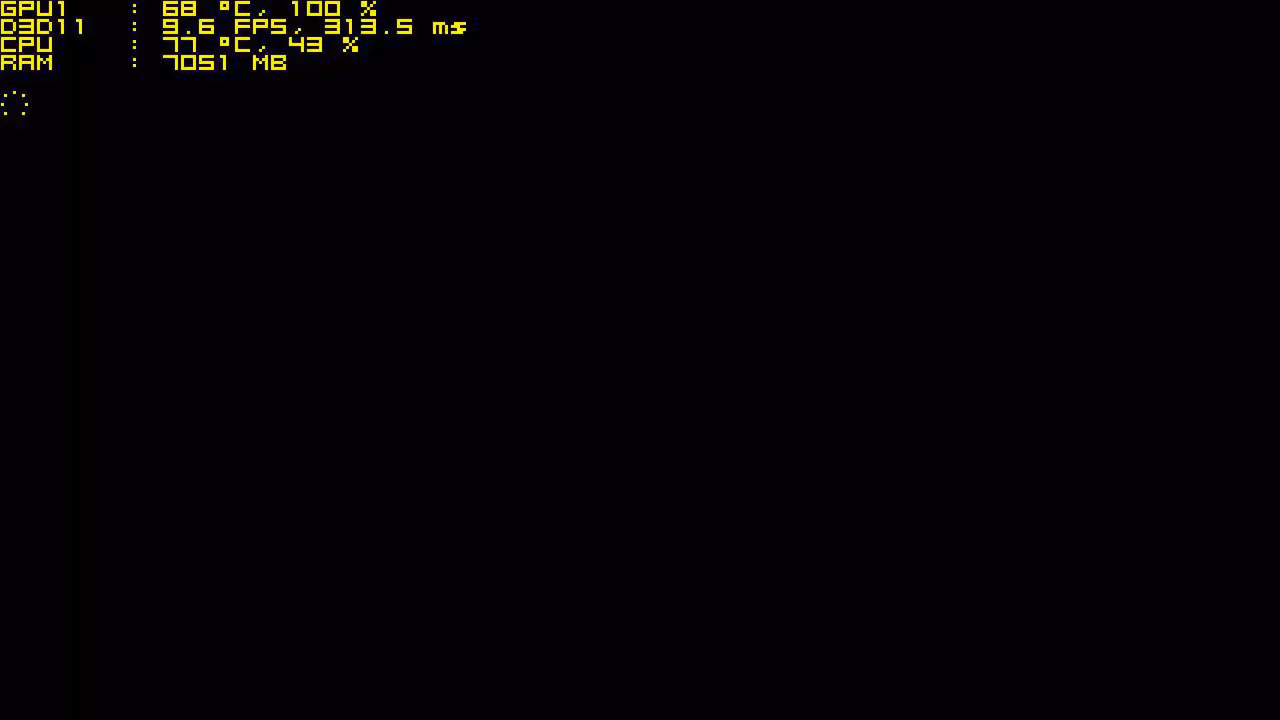 GPU1 : 68 °C, 100 %
D3D11 : 9.6 FPS, 313.5 ms
CPU : 77 °C, 43 %
RAM : 7051 MB